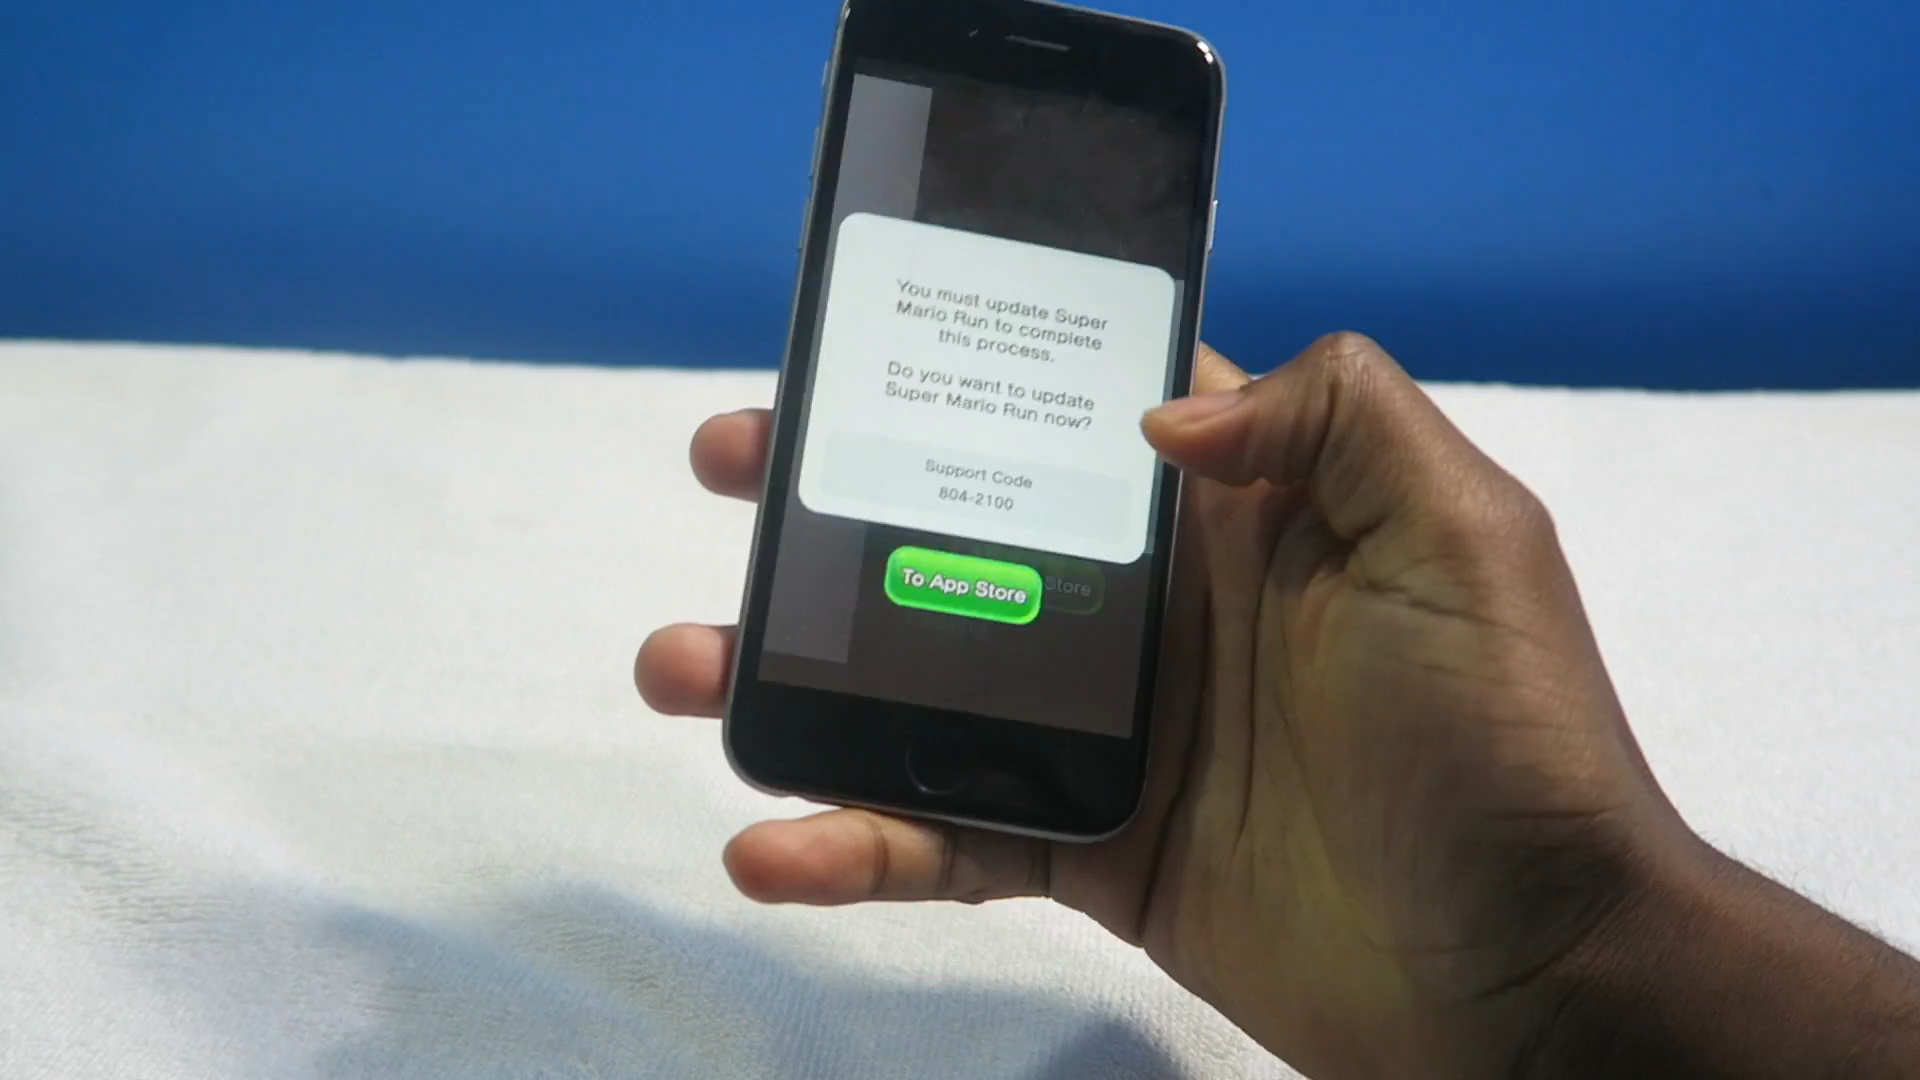 You must update Super
Mario Run to complete
this process.
Do you want to update
Super Mario Run now?
Support Code
804-2100
To App Store
Store